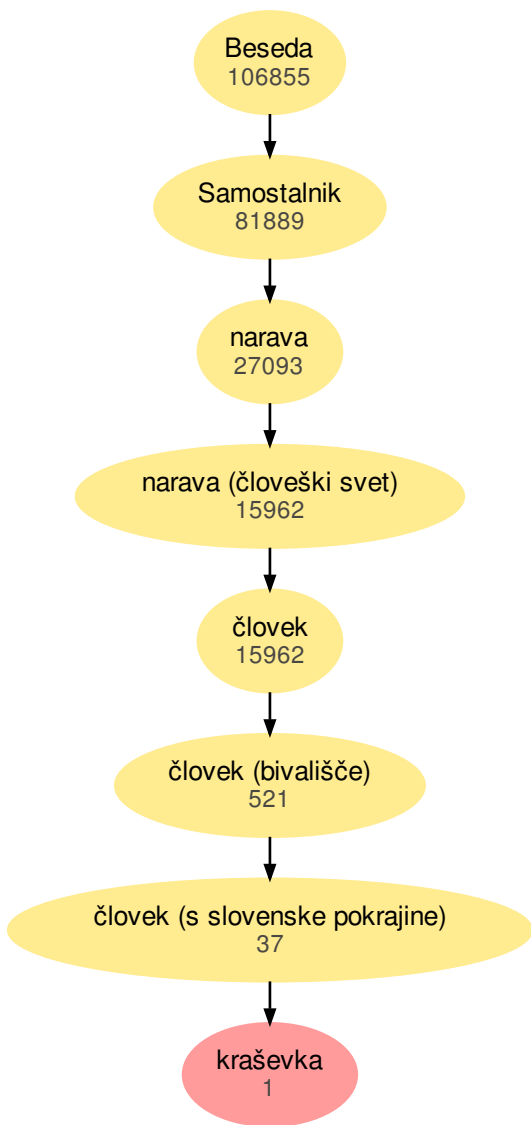 Beseda
106855
Samostalnik
81889
narava
27093
narava (človeški svet)
15962
človek
15962
človek (bivališče)
521
človek (s slovenske pokrajine)
37
kraševka
1